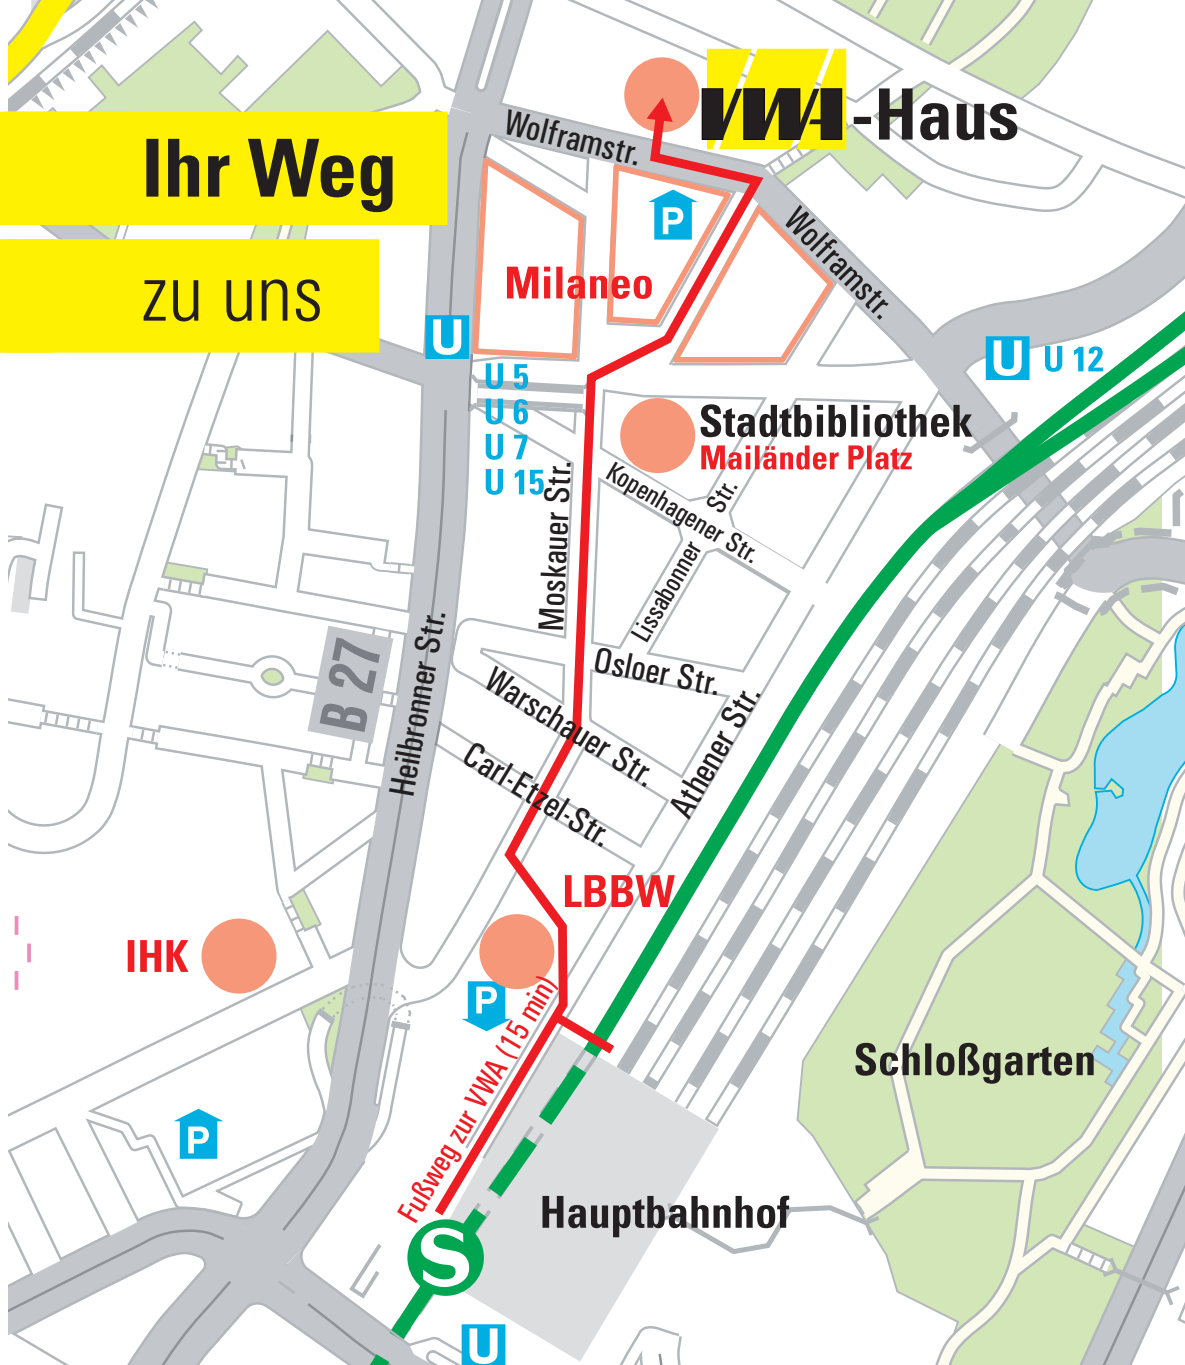 VWA-Haus
Ihr Weg
Wolframstr.
P
Wolframstr.
zu uns
Milaneo
U
U 5
U 6
U 7
U 15
U
U 12
Stadtbibliothek
Mailänder Platz
Kopenhagener Str.
Lissabonner Str.
Moskauer Str.
Heilbronner Str.
B 27
Osloer Str.
Warschauer Str.
Athener Str.
Carl-Etzel-Str.
LBBW
IHK
P
Fußweg zur VWA (15 min)
Schloßgarten
P
Hauptbahnhof
S
U